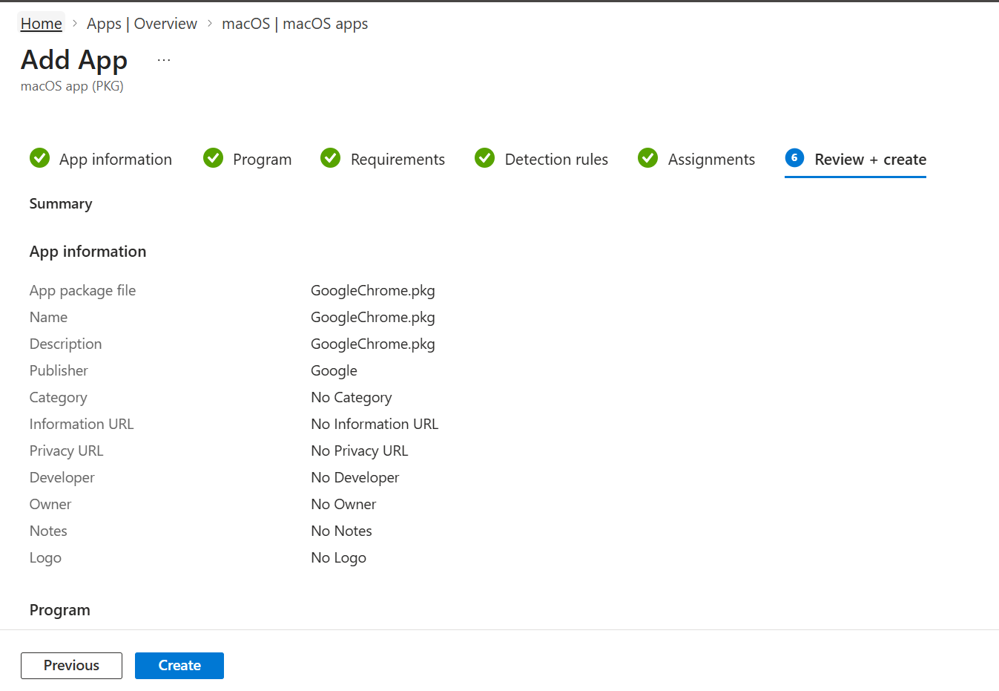 Home > Apps | Overview > macOS | macOS apps
Add App ...
macOS app (PKG)
App information Program Requirements Detection rules Assignments 6 Review + create
Summary
App information
App package file GoogleChrome.pkg
Name GoogleChrome.pkg
Description GoogleChrome.pkg
Publisher Google
Category No Category
Information URL No Information URL
Privacy URL No Privacy URL
Developer No Developer
Owner No Owner
Notes No Notes
Logo No Logo
Program
Previous Create